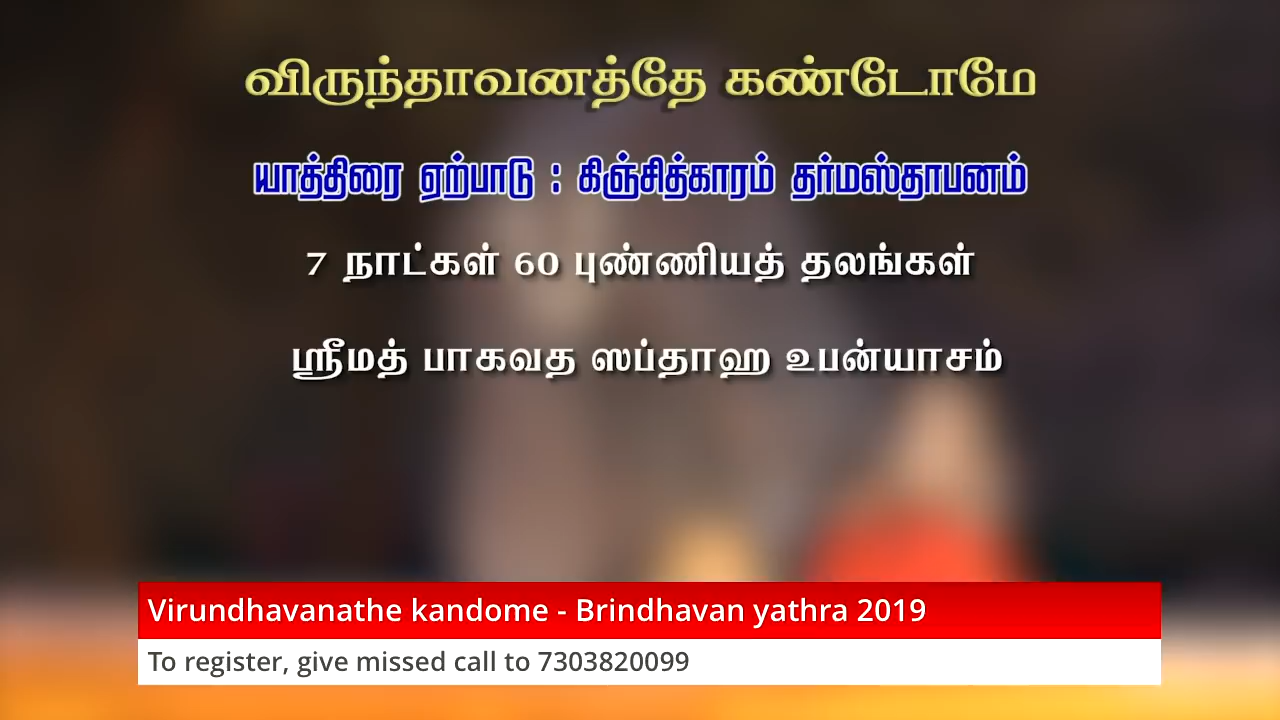 விருந்தாவனத்தே கண்டோமே
யாத்திரை ஏற்பாடு : கிஞ்சித்காரம் தர்மஸ்தாபனம்
7 நாட்கள் 60 புண்ணியத் தலங்கள்
ஸ்ரீமத் பாகவத ஸப்தாஹ உபன்யாசம்
Virundhavanathe kandome - Brindhavan yathra 2019
To register, give missed call to 7303820099